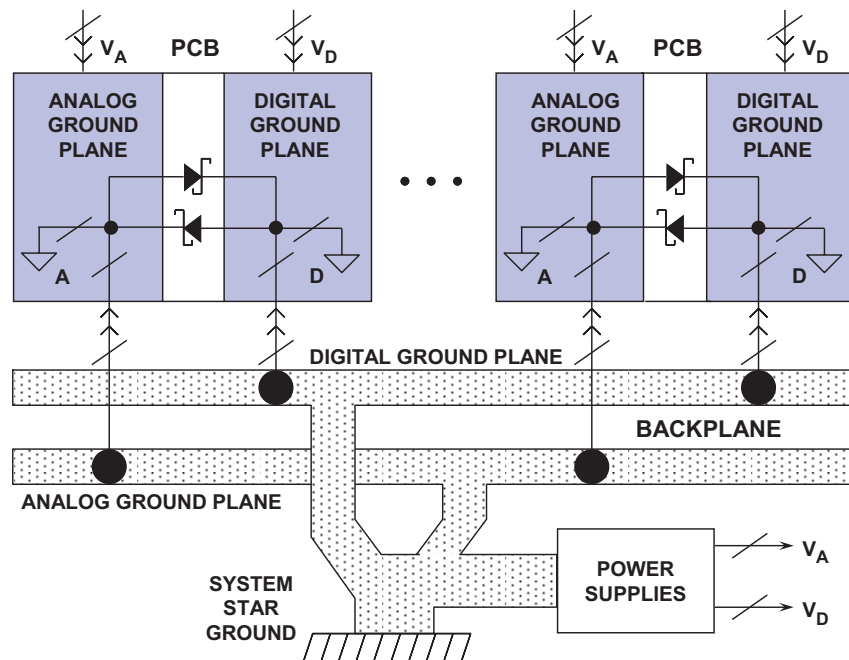 PCB
PCB
VA
VD
VA
VD
ANALOG
GROUND
PLANE
DIGITAL
GROUND
PLANE
ANALOG
GROUND
PLANE
DIGITAL
GROUND
PLANE
A
D
A
D
DIGITAL GROUND PLANE
BACKPLANE
ANALOG GROUND PLANE
SYSTEM
STAR
GROUND
POWER
SUPPLIES
VA
VD